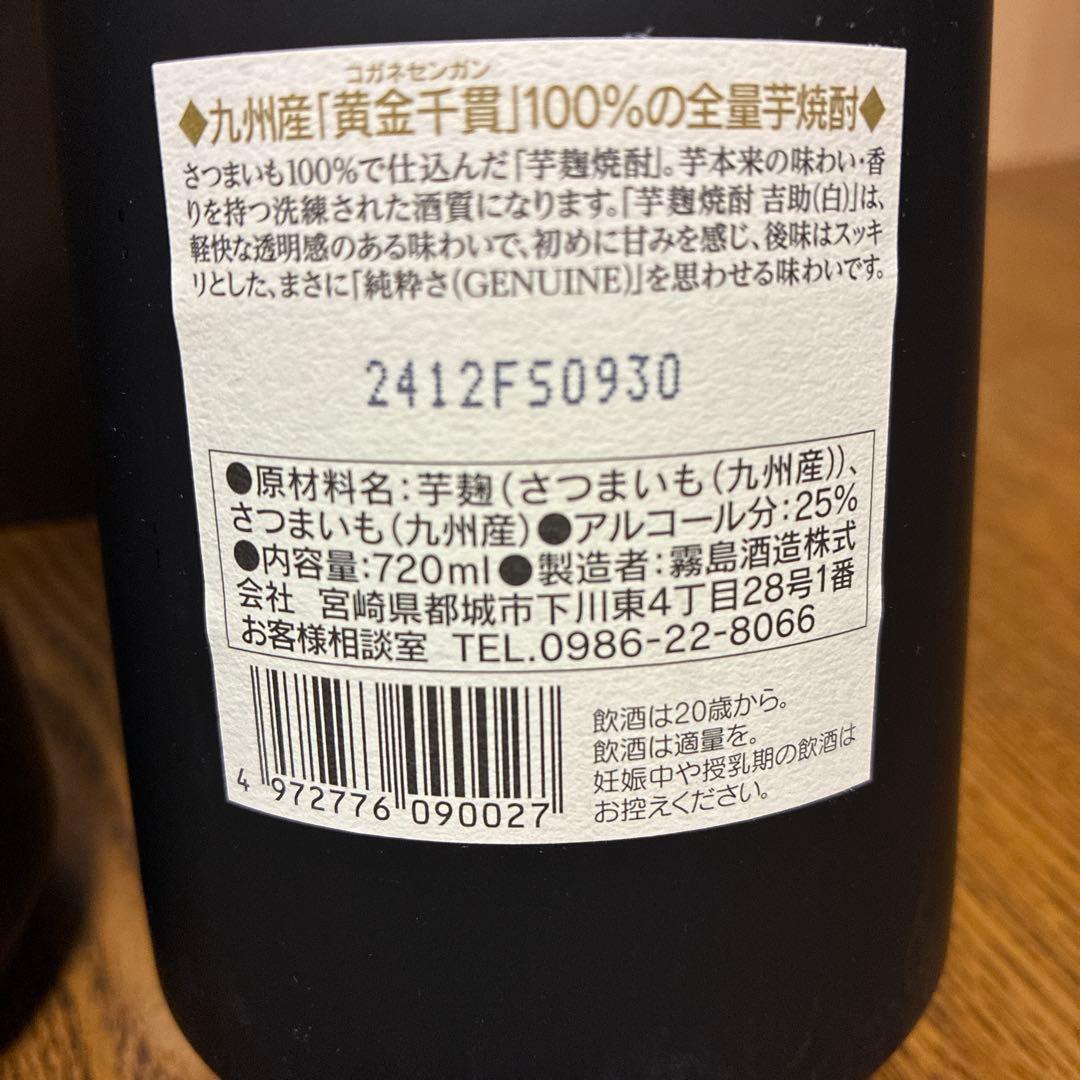 コガネセンガン
◆九州産「黄金千貫」100%の全量芋焼酎◆
さつまいも100%で仕込んだ「芋麹焼酎」。芋本来の味わい・香
りを持つ洗練された酒質になります。「芋麹焼酎 吉助(白)」は、
軽快な透明感のある味わいで、初めに甘みを感じ、後味はスッキ
リとした、まさに「純粋さ(GENUINE)」を思わせる味わいです。
2412FS0930
●原材料名:芋麹(さつまいも(九州産))、
さつまいも(九州産)●アルコール分:25%
●内容量:720ml●製造者:霧島酒造株式
会社 宮崎県都城市下川東4丁目28号1番
お客様相談室 TEL.0986-22-8066
4 972776 090027
飲酒は20歳から。
飲酒は適量を。
妊娠中や授乳期の飲酒は
お控えください。